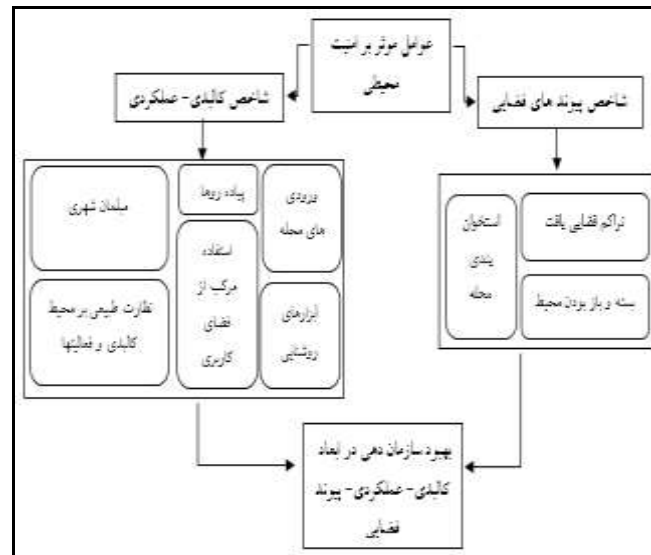 عوامل موثر بر امنیت
محیطی
شاخص پیوند های فضایی
شاخص کالبدی- عملکردی
استخوان
بندی
محله
تراکم فضایی بافت
بسته و باز بودن محیط
ورودی
های محله
پیاده روها
مبلمان شهری
استفاده
مرکب از
فضای
کاربری
ابزارهای
روشنایی
نظارت طبیعی بر محیط
کالبدی و فعالیتها
بهبود سازمان دهی در ابعاد
کالبدی- عملکردی- پیوند
فضایی